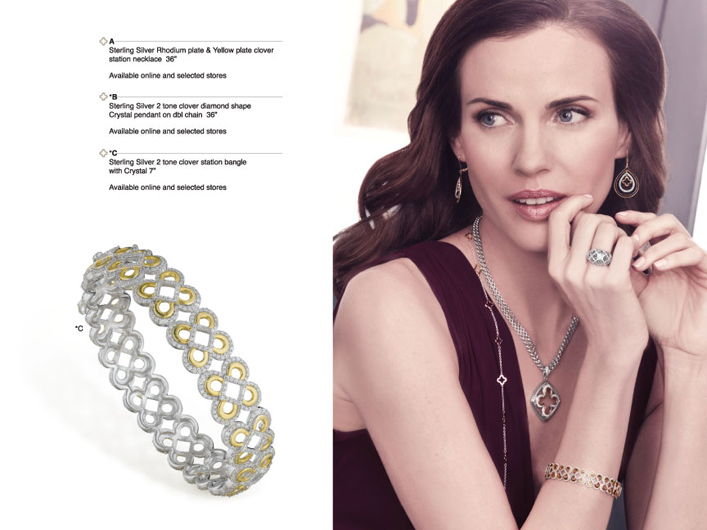 A
Sterling Silver Rhodium plate & Yellow plate clover
station necklace 36"
Available online and selected stores
*B
Sterling Silver 2 tone clover diamond shape
Crystal pendant on dbl chain 36"
Available online and selected stores
*C
Sterling Silver 2 tone clover station bangle
with Crystal 7"
Available online and selected stores
*C